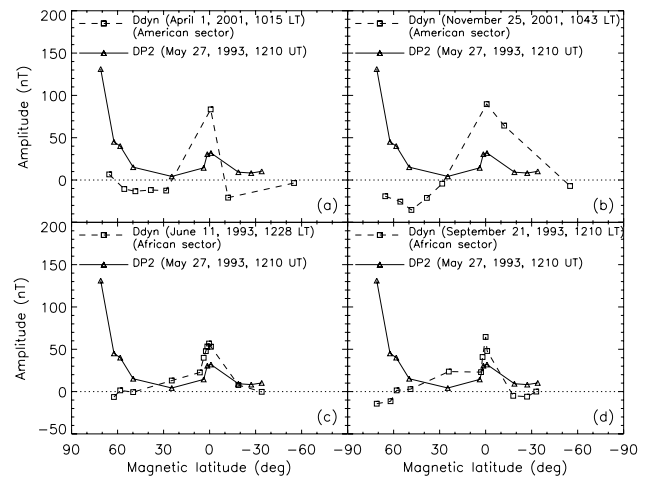 Ddyn (April 1, 2001, 1015 LT)
(American sector)
DP2 (May 27, 1993, 1210 UT)
Ddyn (November 25, 2001, 1043 LT)
(American sector)
DP2 (May 27, 1993, 1210 UT)
200
150
100
50
0
Amplitude (nT)
(a)
(b)
Ddyn (June 11, 1993, 1228 LT)
(African sector)
DP2 (May 27, 1993, 1210 UT)
Ddyn (September 21, 1993, 1210 LT)
(African sector)
DP2 (May 27, 1993, 1210 UT)
200
150
100
50
0
-50
Amplitude (nT)
(c)
(d)
90 60 30 0 -30 -60 -90 60 30 0 -30 -60 -90
Magnetic latitude (deg)
Magnetic latitude (deg)